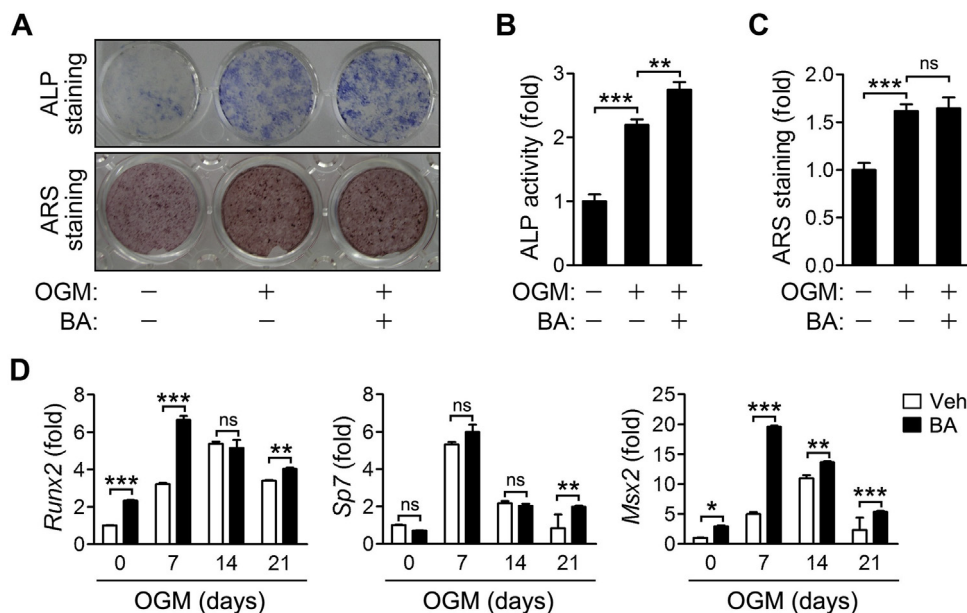 A
ALP
staining
ARS
staining
OGM: − + +
BA: − − +
B
ALP activity (fold)
3
2
1
0
***
**
OGM: − + +
BA: − − +
C
ARS staining (fold)
2.0
1.5
1.0
0.5
0.0
***
ns
OGM: − + +
BA: − − +
D
Runx2 (fold)
8
6
4
2
0
***
***
ns
**
0 7 14 21
OGM (days)
Sp7 (fold)
8
6
4
2
0
ns
ns
ns
**
0 7 14 21
OGM (days)
Msx2 (fold)
25
20
15
10
5
0
*
***
**
***
0 7 14 21
OGM (days)
Veh
BA